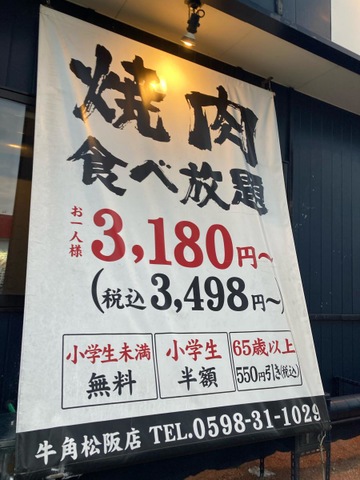 焼肉
食べ放題
お一人様 3,180円〜
(税込3,498円〜)
小学生未満 小学生 65歳以上
無料 半額 550円引き(税込)
牛角松阪店 TEL.0598-31-1029